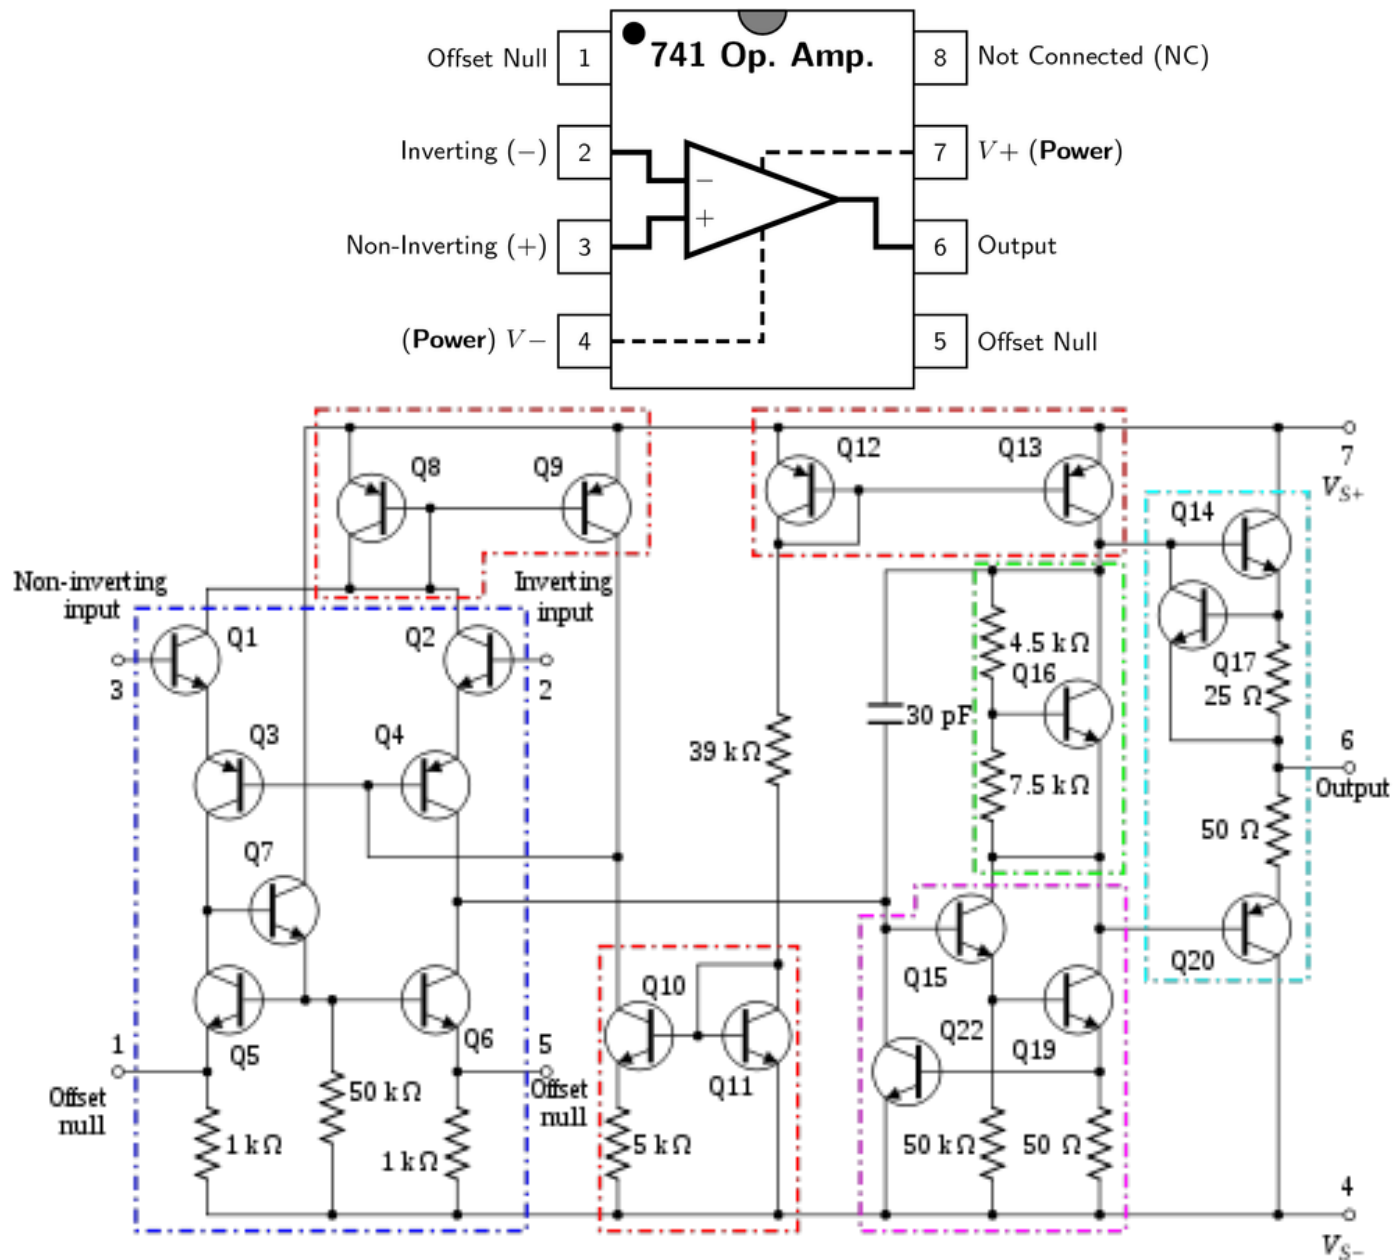 741 Op. Amp.
Offset Null 1
8 Not Connected (NC)
Inverting (−) 2
7 V+ (Power)
−
+
Non-Inverting (+) 3
6 Output
(Power) V− 4
5 Offset Null
Q8
Q9
Q12
Q13
7
VS+
Q14
Non-inverting
input
3
Inverting
input
2
Q1
Q2
4.5 kΩ
Q16
Q17
25 Ω
30 pF
Q3
Q4
39 kΩ
7.5 kΩ
6
Output
50 Ω
Q7
Q15
Q20
Q10
Q11
Q22
Q19
1
Offset
null
Q5
Q6
5
Offset
null
50 kΩ
1 kΩ
1 kΩ
5 kΩ
50 kΩ
50 Ω
4
VS−